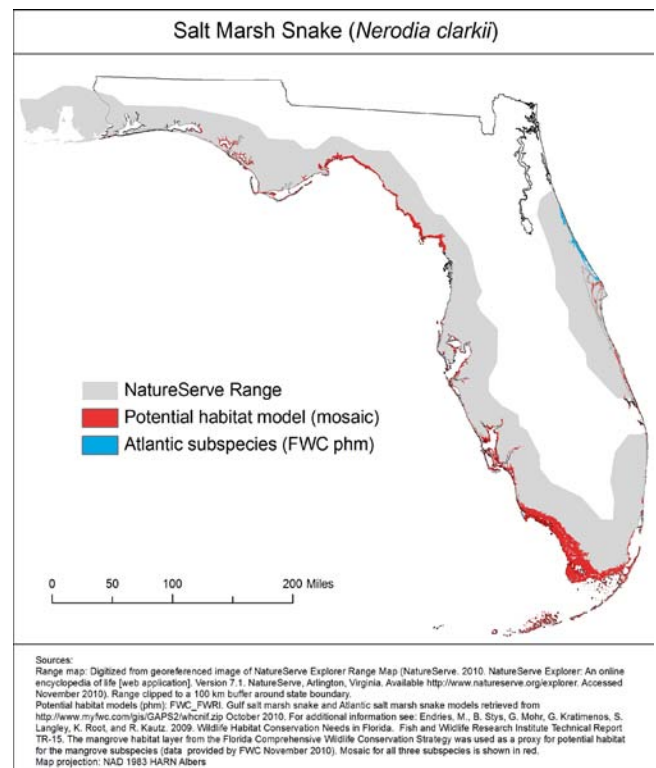 Salt Marsh Snake (Nerodia clarkii)
NatureServe Range
Potential habitat model (mosaic)
Atlantic subspecies (FWC phm)
0 50 100 200 Miles
Sources:
Range map: Digitized from georeferenced image of NatureServe Explorer Range Map (NatureServe. 2010. NatureServe Explorer: An online
encyclopedia of life [web application]. Version 7.1. NatureServe, Arlington, Virginia. Available http://www.natureserve.org/explorer. Accessed
November 2010). Range clipped to a 100 km buffer around state boundary.
Potential habitat models (phm): FWC_FWRI. Gulf salt marsh snake and Atlantic salt marsh snake models retrieved from
http://www.myfwc.com/gis/GAPS2/whcnif.zip October 2010. For additional information see: Endries, M., B. Stys, G. Mohr, G. Kratimenos, S.
Langley, K. Root, and R. Kautz. 2009. Wildlife Habitat Conservation Needs in Florida. Fish and Wildlife Research Institute Technical Report
TR-15. The mangrove habitat layer from the Florida Comprehensive Wildlife Conservation Strategy was used as a proxy for potential habitat
for the mangrove subspecies (data provided by FWC November 2010). Mosaic for all three subspecies is shown in red.
Map projection: NAD 1983 HARN Albers